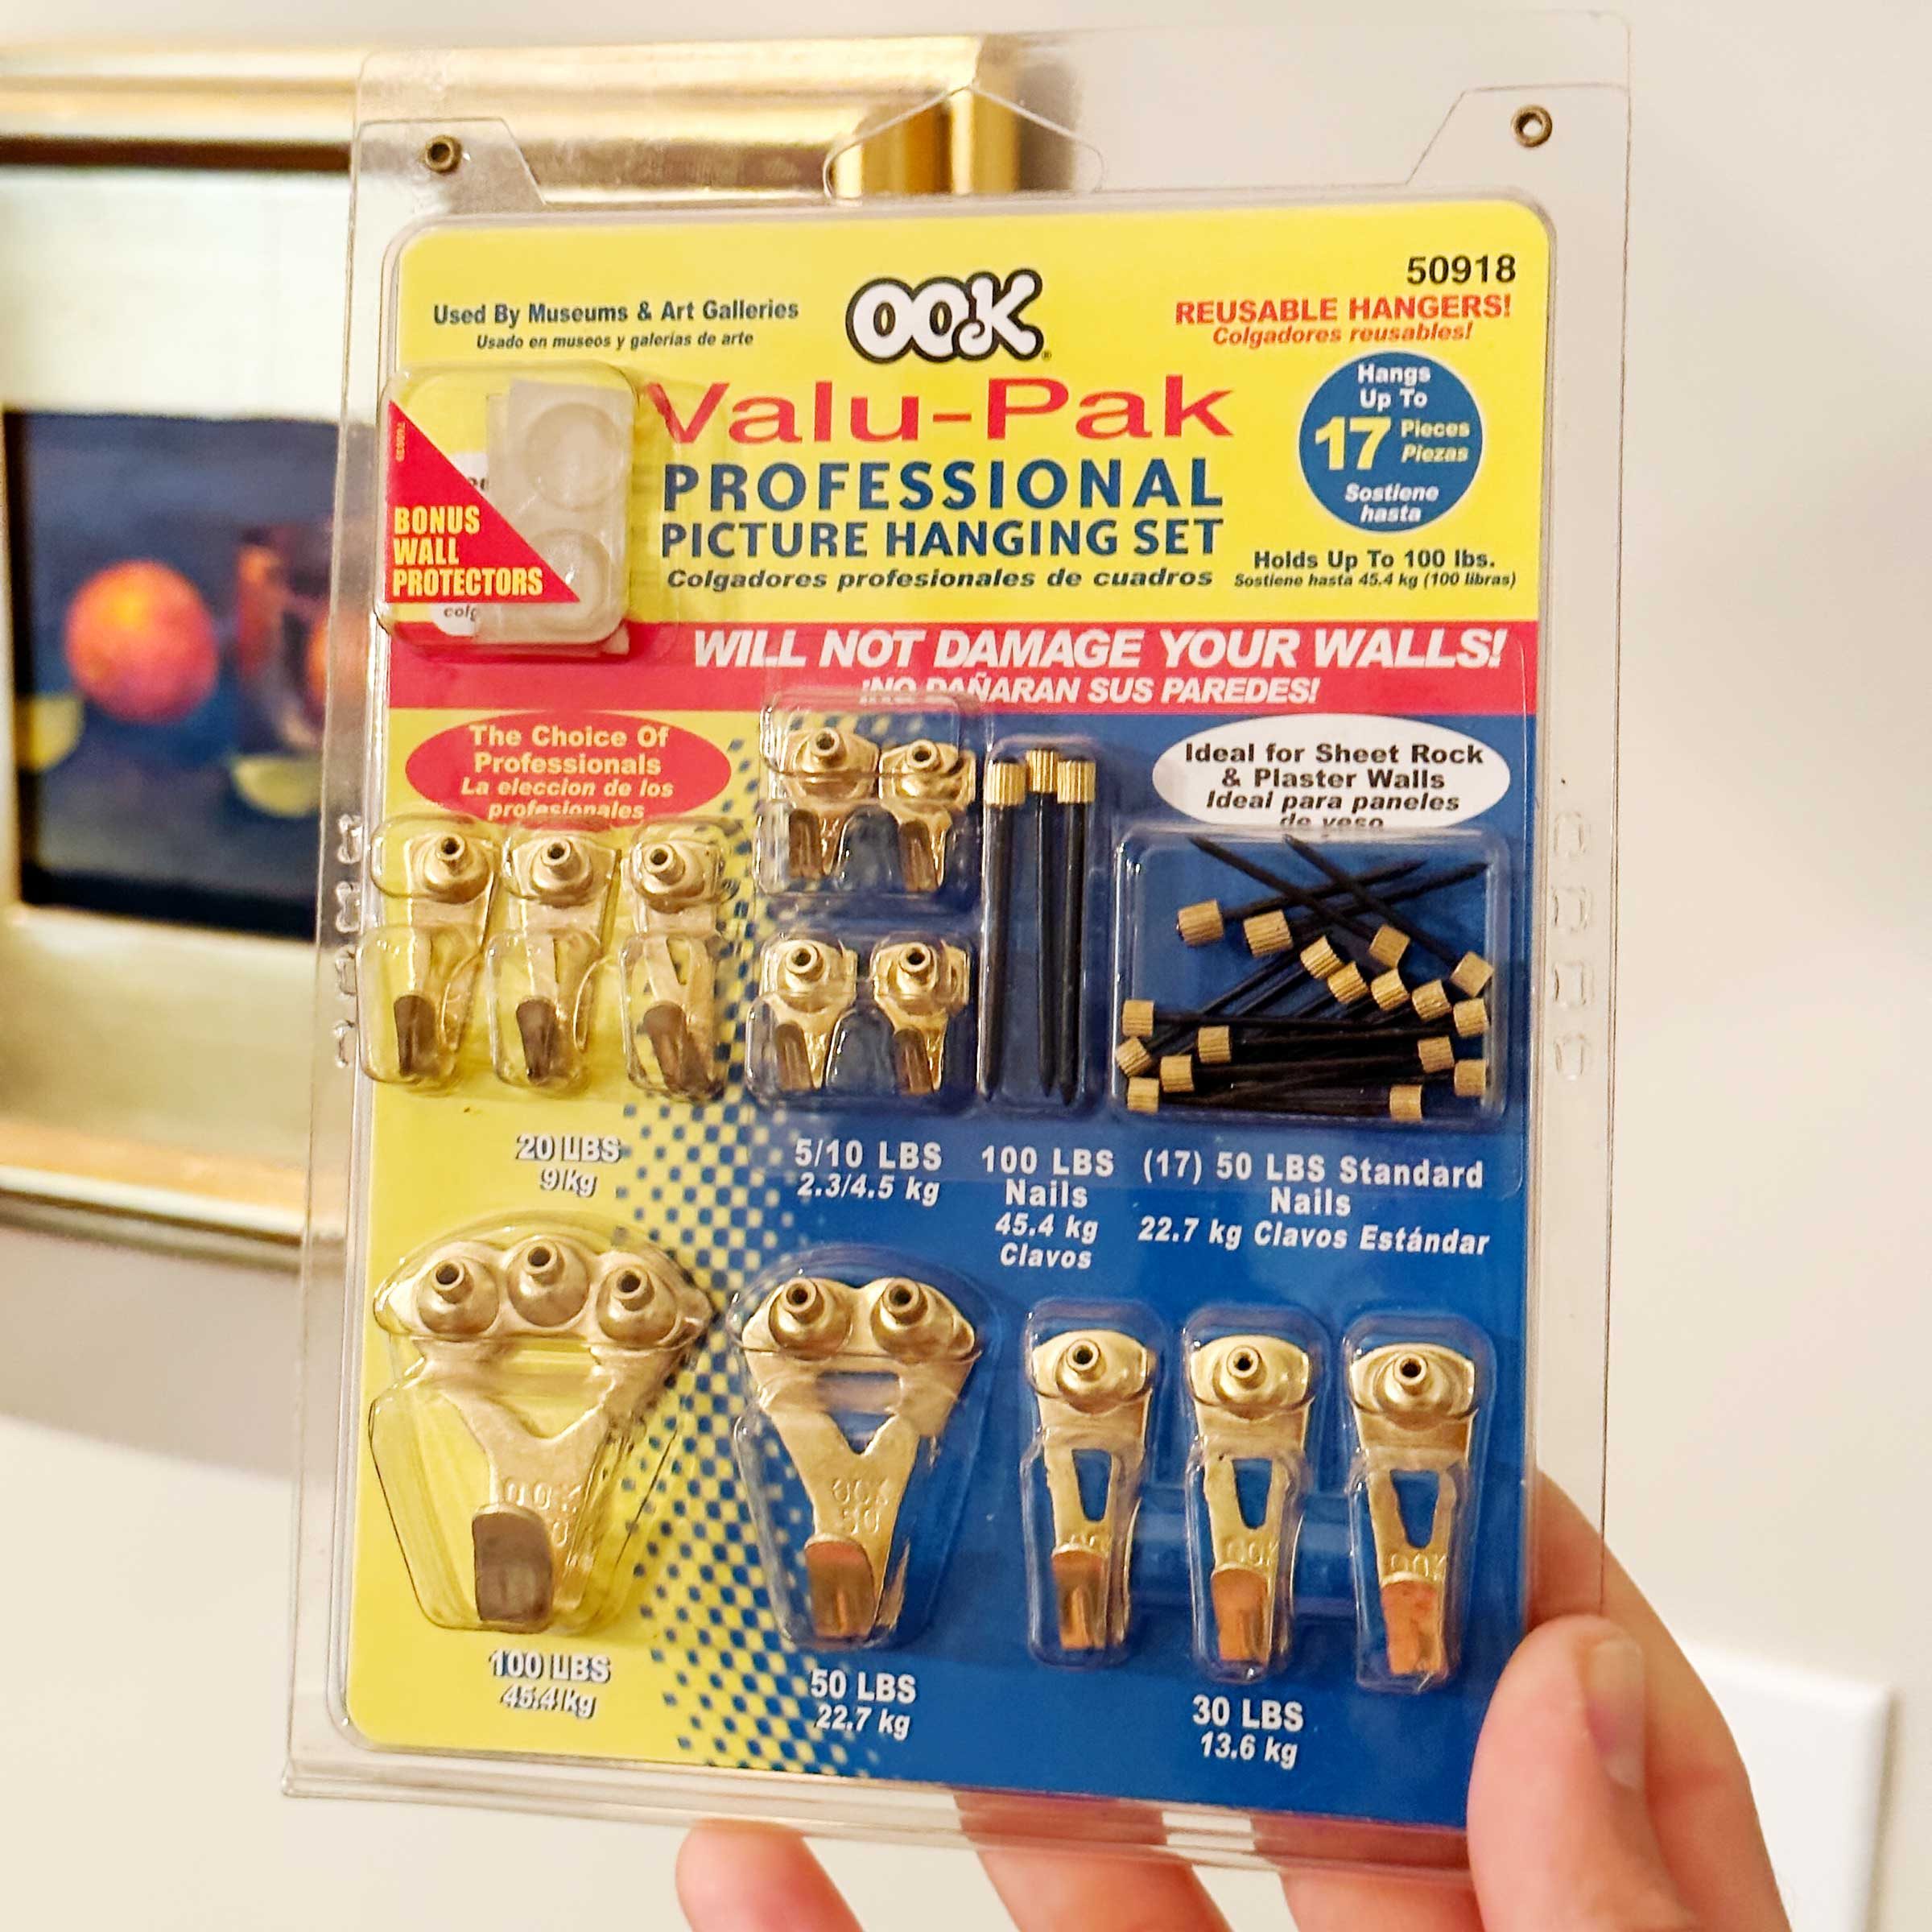 50918
Used By Museums & Art Galleries
Usado en museos y galerías de arte
OOK
REUSABLE HANGERS!
Colgadores reusables!
Valu-Pak
PROFESSIONAL
PICTURE HANGING SET
Colgadores profesionales de cuadros
Hangs
Up To
17 Pieces
Piezas
Sostiene
hasta
Holds Up To 100 lbs.
Sostiene hasta 45.4 kg (100 libras)
BONUS
WALL
PROTECTORS
WILL NOT DAMAGE YOUR WALLS!
¡NO DAÑARAN SUS PAREDES!
The Choice Of
Professionals
La eleccion de los
profesionales
Ideal for Sheet Rock
& Plaster Walls
Ideal para paneles
de yeso
20 LBS
9 kg
5/10 LBS
2.3/4.5 kg
100 LBS
Nails
45.4 kg
Clavos
(17) 50 LBS Standard
Nails
22.7 kg Clavos Estándar
OOK
OOK
50
OOK
OOK
100 LBS
45.4 kg
50 LBS
22.7 kg
30 LBS
13.6 kg